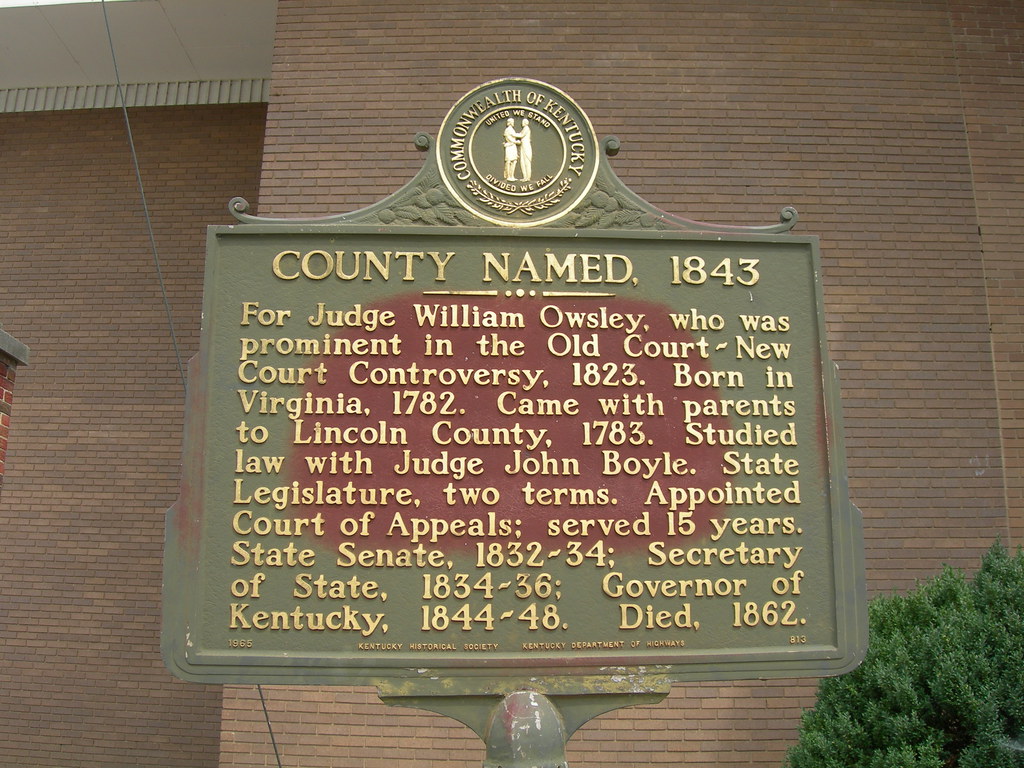 COMMONWEALTH OF KENTUCKY
UNITED WE STAND
DIVIDED WE FALL
COUNTY NAMED, 1843
For Judge William Owsley, who was
prominent in the Old Court-New
Court Controversy, 1823. Born in
Virginia, 1782. Came with parents
to Lincoln County, 1783. Studied
law with Judge John Boyle. State
Legislature, two terms. Appointed
Court of Appeals; served 15 years.
State Senate, 1832-34; Secretary
of State, 1834-36; Governor of
Kentucky, 1844-48. Died, 1862.
1965 KENTUCKY HISTORICAL SOCIETY KENTUCKY DEPARTMENT OF HIGHWAYS 813